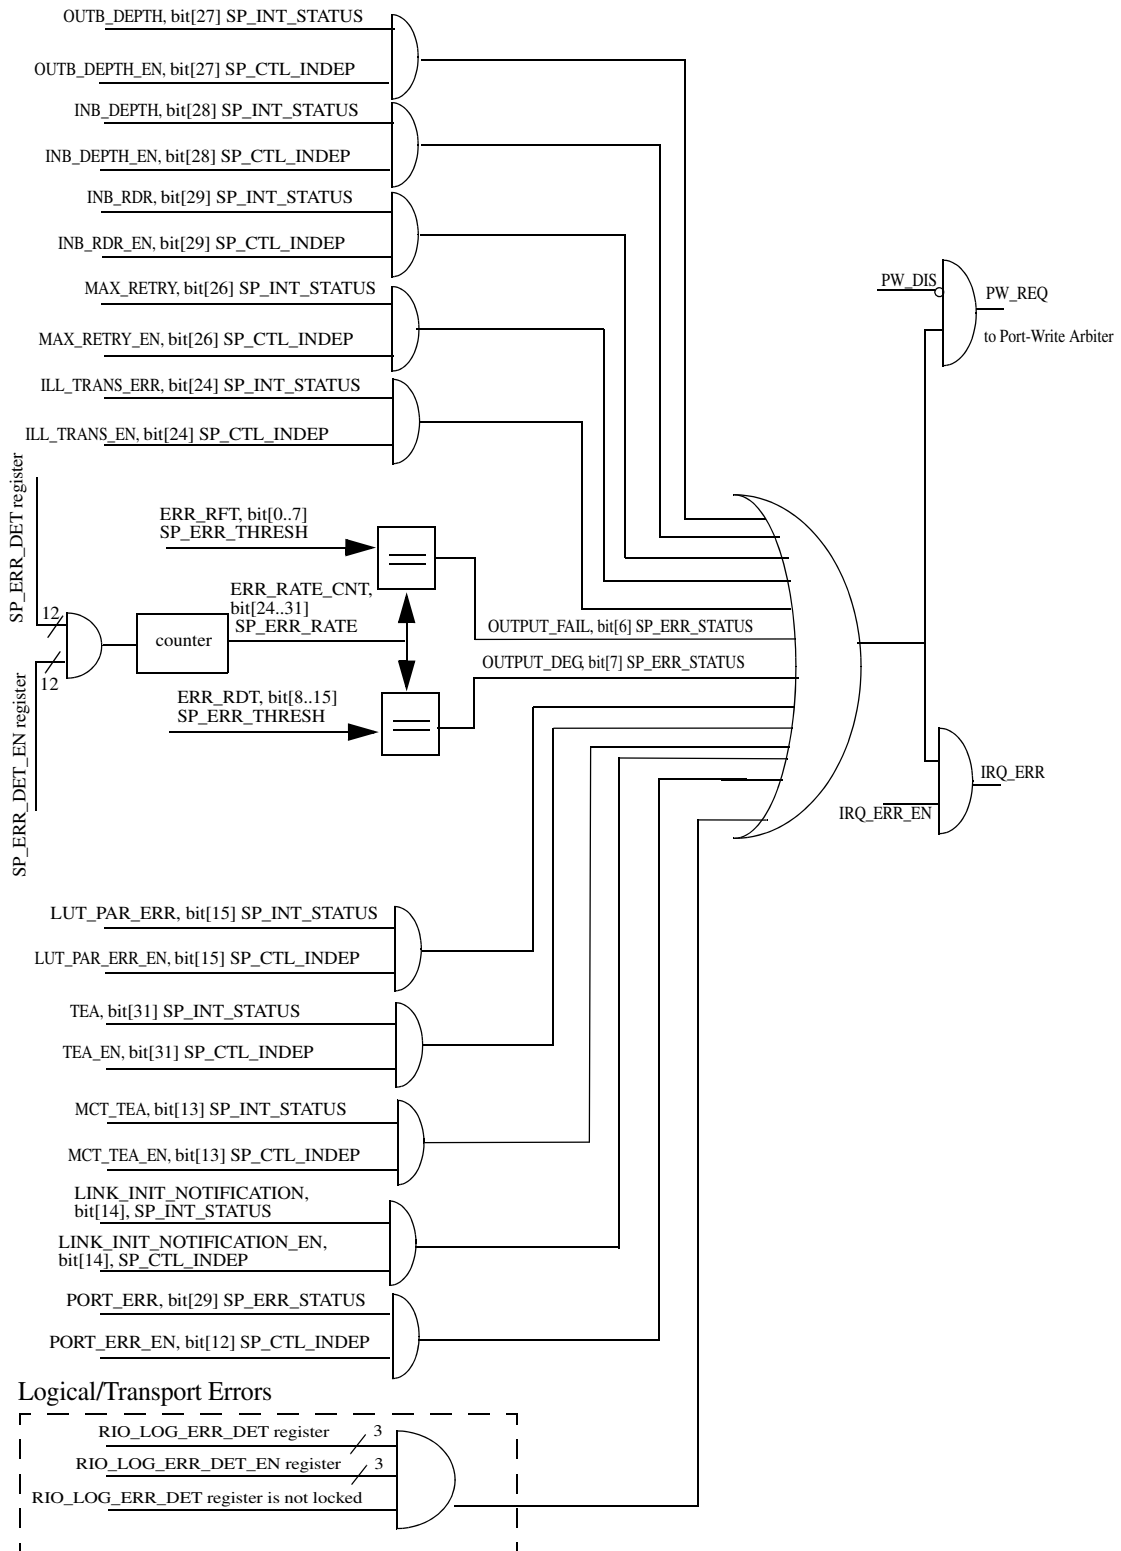 OUTB_DEPTH, bit[27] SP_INT_STATUS
OUTB_DEPTH_EN, bit[27] SP_CTL_INDEP
INB_DEPTH, bit[28] SP_INT_STATUS
INB_DEPTH_EN, bit[28] SP_CTL_INDEP
INB_RDR, bit[29] SP_INT_STATUS
INB_RDR_EN, bit[29] SP_CTL_INDEP
MAX_RETRY, bit[26] SP_INT_STATUS
MAX_RETRY_EN, bit[26] SP_CTL_INDEP
ILL_TRANS_ERR, bit[24] SP_INT_STATUS
ILL_TRANS_EN, bit[24] SP_CTL_INDEP
PW_DIS
PW_REQ
to Port-Write Arbiter
SP_ERR_DET register
12
12
SP_ERR_DET_EN register
counter
ERR_RFT, bit[0..7]
SP_ERR_THRESH
ERR_RATE_CNT,
bit[24..31]
SP_ERR_RATE
ERR_RDT, bit[8..15]
SP_ERR_THRESH
OUTPUT_FAIL, bit[6] SP_ERR_STATUS
OUTPUT_DEG, bit[7] SP_ERR_STATUS
IRQ_ERR
IRQ_ERR_EN
LUT_PAR_ERR, bit[15] SP_INT_STATUS
LUT_PAR_ERR_EN, bit[15] SP_CTL_INDEP
TEA, bit[31] SP_INT_STATUS
TEA_EN, bit[31] SP_CTL_INDEP
MCT_TEA, bit[13] SP_INT_STATUS
MCT_TEA_EN, bit[13] SP_CTL_INDEP
LINK_INIT_NOTIFICATION,
bit[14], SP_INT_STATUS
LINK_INIT_NOTIFICATION_EN,
bit[14], SP_CTL_INDEP
PORT_ERR, bit[29] SP_ERR_STATUS
PORT_ERR_EN, bit[12] SP_CTL_INDEP
Logical/Transport Errors
RIO_LOG_ERR_DET register 3
RIO_LOG_ERR_DET_EN register 3
RIO_LOG_ERR_DET register is not locked